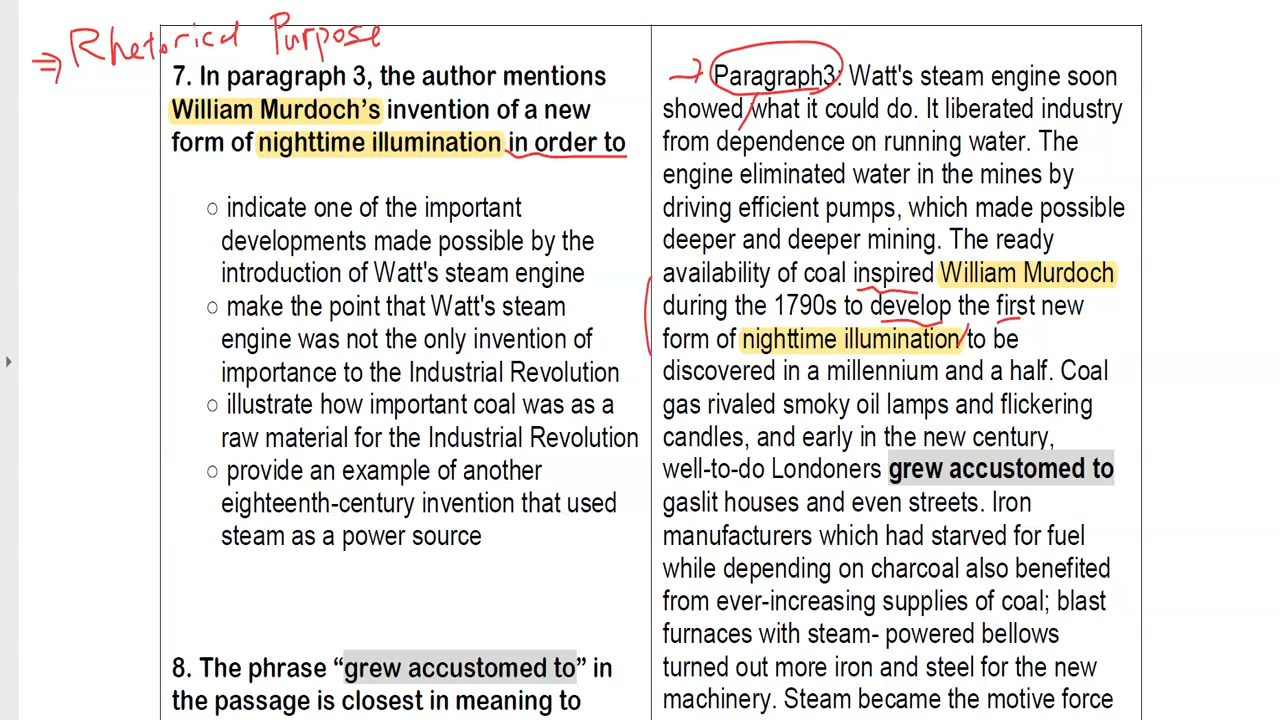 ⇒ Rhetorical Purpose
7. In paragraph 3, the author mentions
William Murdoch's invention of a new
form of nighttime illumination in order to
○ indicate one of the important
developments made possible by the
introduction of Watt's steam engine
○ make the point that Watt's steam
engine was not the only invention of
importance to the Industrial Revolution
○ illustrate how important coal was as a
raw material for the Industrial Revolution
○ provide an example of another
eighteenth-century invention that used
steam as a power source
8. The phrase “grew accustomed to” in
the passage is closest in meaning to
→ Paragraph3: Watt's steam engine soon
showed what it could do. It liberated industry
from dependence on running water. The
engine eliminated water in the mines by
driving efficient pumps, which made possible
deeper and deeper mining. The ready
availability of coal inspired William Murdoch
during the 1790s to develop the first new
form of nighttime illumination to be
discovered in a millennium and a half. Coal
gas rivaled smoky oil lamps and flickering
candles, and early in the new century,
well-to-do Londoners grew accustomed to
gaslit houses and even streets. Iron
manufacturers which had starved for fuel
while depending on charcoal also benefited
from ever-increasing supplies of coal; blast
furnaces with steam- powered bellows
turned out more iron and steel for the new
machinery. Steam became the motive force